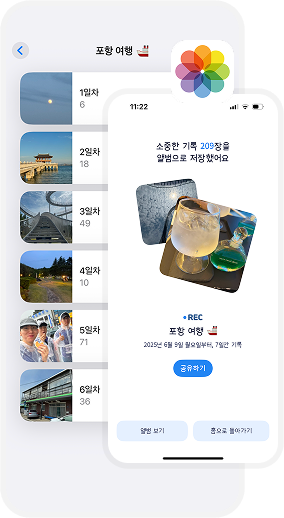 포항 여행 🚢
1일차
6
2일차
18
3일차
49
4일차
10
5일차
71
6일차
36
11:22
소중한 기록 209장을
앨범으로 저장했어요
REC
포항 여행 🚢
2025년 6월 9일 월요일부터, 7일간 기록
공유하기
앨범 보기
홈으로 돌아가기